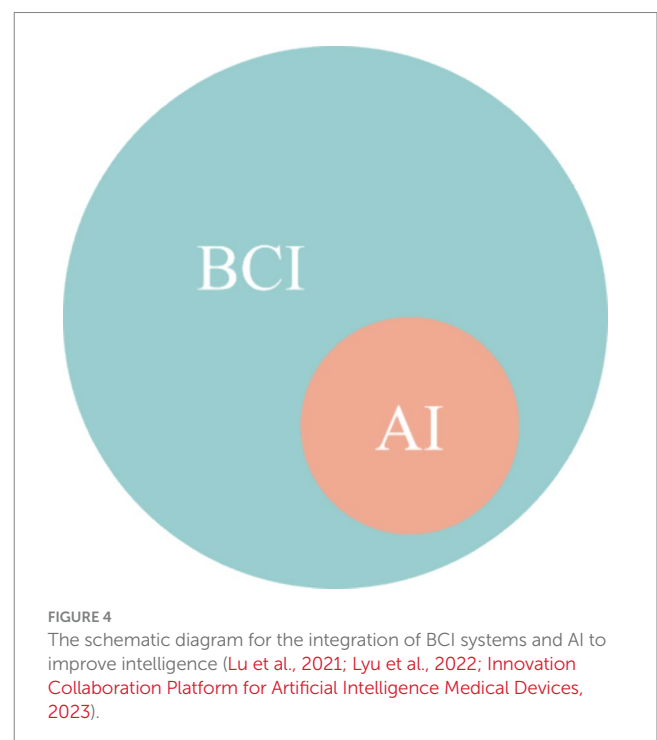 BCI
AI
FIGURE 4
The schematic diagram for the integration of BCI systems and AI to
improve intelligence (Lu et al., 2021; Lyu et al., 2022; Innovation
Collaboration Platform for Artificial Intelligence Medical Devices,
2023).